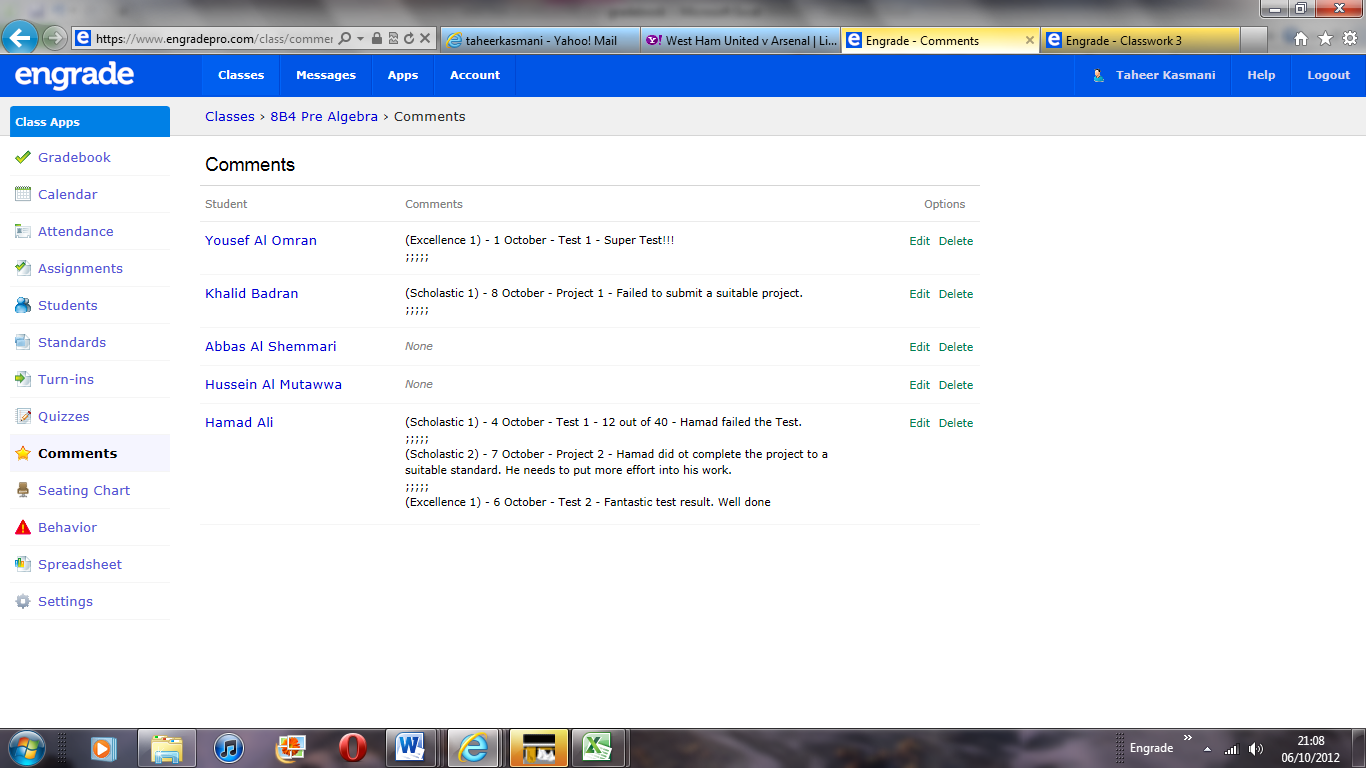 https://www.engradepro.com/class/commer
taheerkasmani - Yahoo! Mail
West Ham United v Arsenal | Li...
Engrade - Comments
Engrade - Classwork 3
engrade
Classes
Messages
Apps
Account
Taheer Kasmani
Help
Logout
Class Apps
Gradebook
Calendar
Attendance
Assignments
Students
Standards
Turn-ins
Quizzes
Comments
Seating Chart
Behavior
Spreadsheet
Settings
Classes › 8B4 Pre Algebra › Comments
Comments
Student Comments Options
Yousef Al Omran (Excellence 1) - 1 October - Test 1 - Super Test!!! Edit Delete
;;;;;
Khalid Badran (Scholastic 1) - 8 October - Project 1 - Failed to submit a suitable project. Edit Delete
;;;;;
Abbas Al Shemmari None Edit Delete
Hussein Al Mutawwa None Edit Delete
Hamad Ali (Scholastic 1) - 4 October - Test 1 - 12 out of 40 - Hamad failed the Test. Edit Delete
;;;;;
(Scholastic 2) - 7 October - Project 2 - Hamad did ot complete the project to a
suitable standard. He needs to put more effort into his work.
;;;;;
(Excellence 1) - 6 October - Test 2 - Fantastic test result. Well done
Engrade
21:08
06/10/2012